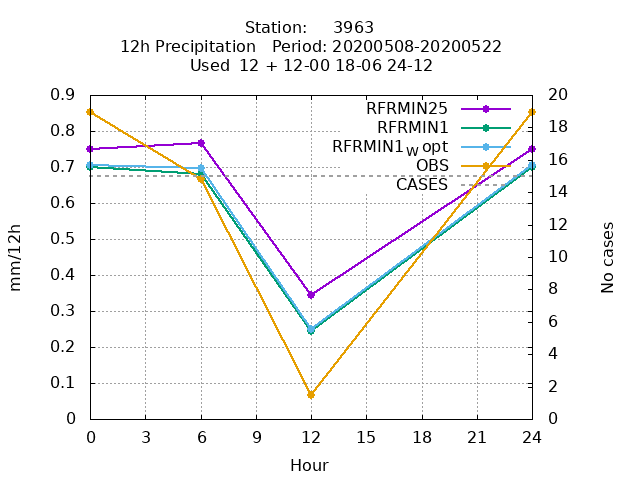 Station:     3963
12h Precipitation   Period: 20200508-20200522
Used  12 + 12-00 18-06 24-12
RFRMIN25
RFRMIN1
RFRMIN1w opt
OBS
CASES
0.9
0.8
0.7
0.6
0.5
0.4
0.3
0.2
0.1
0
mm/12h
20
18
16
14
12
10
8
6
4
2
0
No cases
0 3 6 9 12 15 18 21 24
Hour